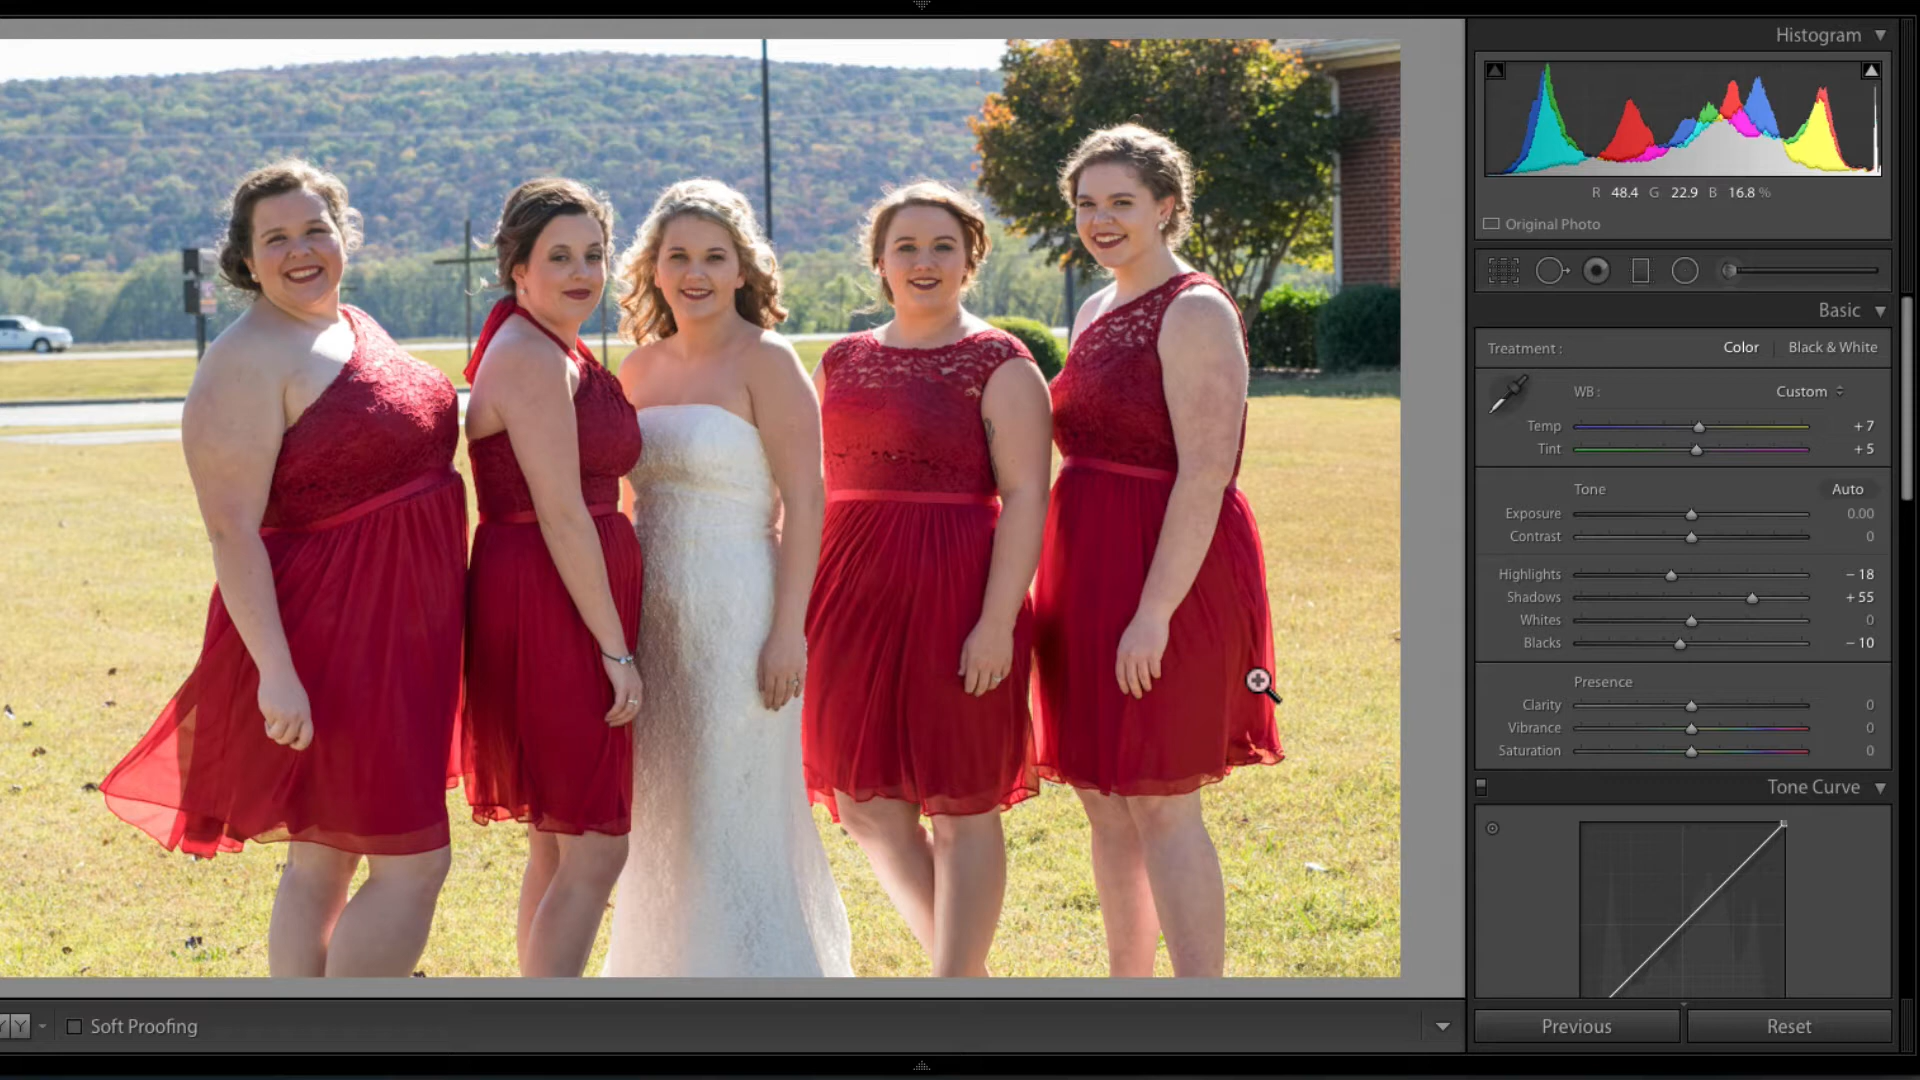 Histogram
R 48.4 G 22.9 B 16.8 %
Original Photo
Basic
Treatment : Color Black & White
WB : Custom
Temp + 7
Tint + 5
Tone Auto
Exposure 0.00
Contrast 0
Highlights − 18
Shadows + 55
Whites 0
Blacks − 10
Presence
Clarity 0
Vibrance 0
Saturation 0
Tone Curve
Y Y Soft Proofing
Previous Reset